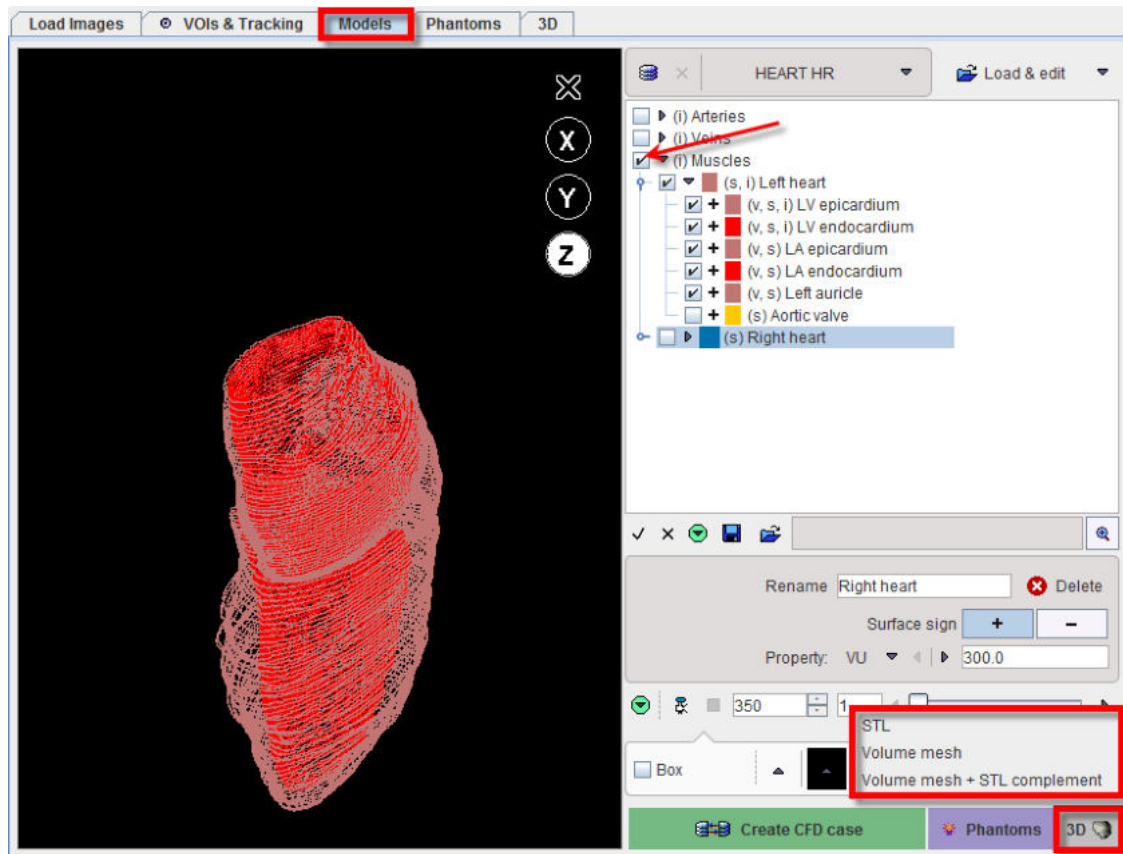 Load Images VOIs & Tracking Models Phantoms 3D
HEART HR Load & edit
X
Y
Z
(i) Arteries
(i) Veins
(i) Muscles
(s, i) Left heart
(v, s, i) LV epicardium
(v, s, i) LV endocardium
(v, s) LA epicardium
(v, s) LA endocardium
(v, s) Left auricle
(s) Aortic valve
(s) Right heart
Rename Right heart Delete
Surface sign + −
Property: VU 300.0
350 1
STL
Volume mesh
Volume mesh + STL complement
Box
Create CFD case Phantoms 3D